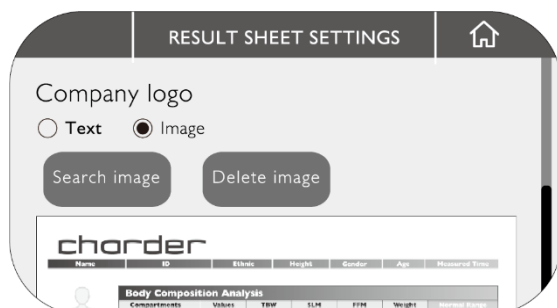 RESULT SHEET SETTINGS
Company logo
Text Image
Search image Delete image
chorder
Name ID Ethnic Height Gender Age Measured Time
Body Composition Analysis
Compartments Values TBW SLM FFM Weight Normal Range